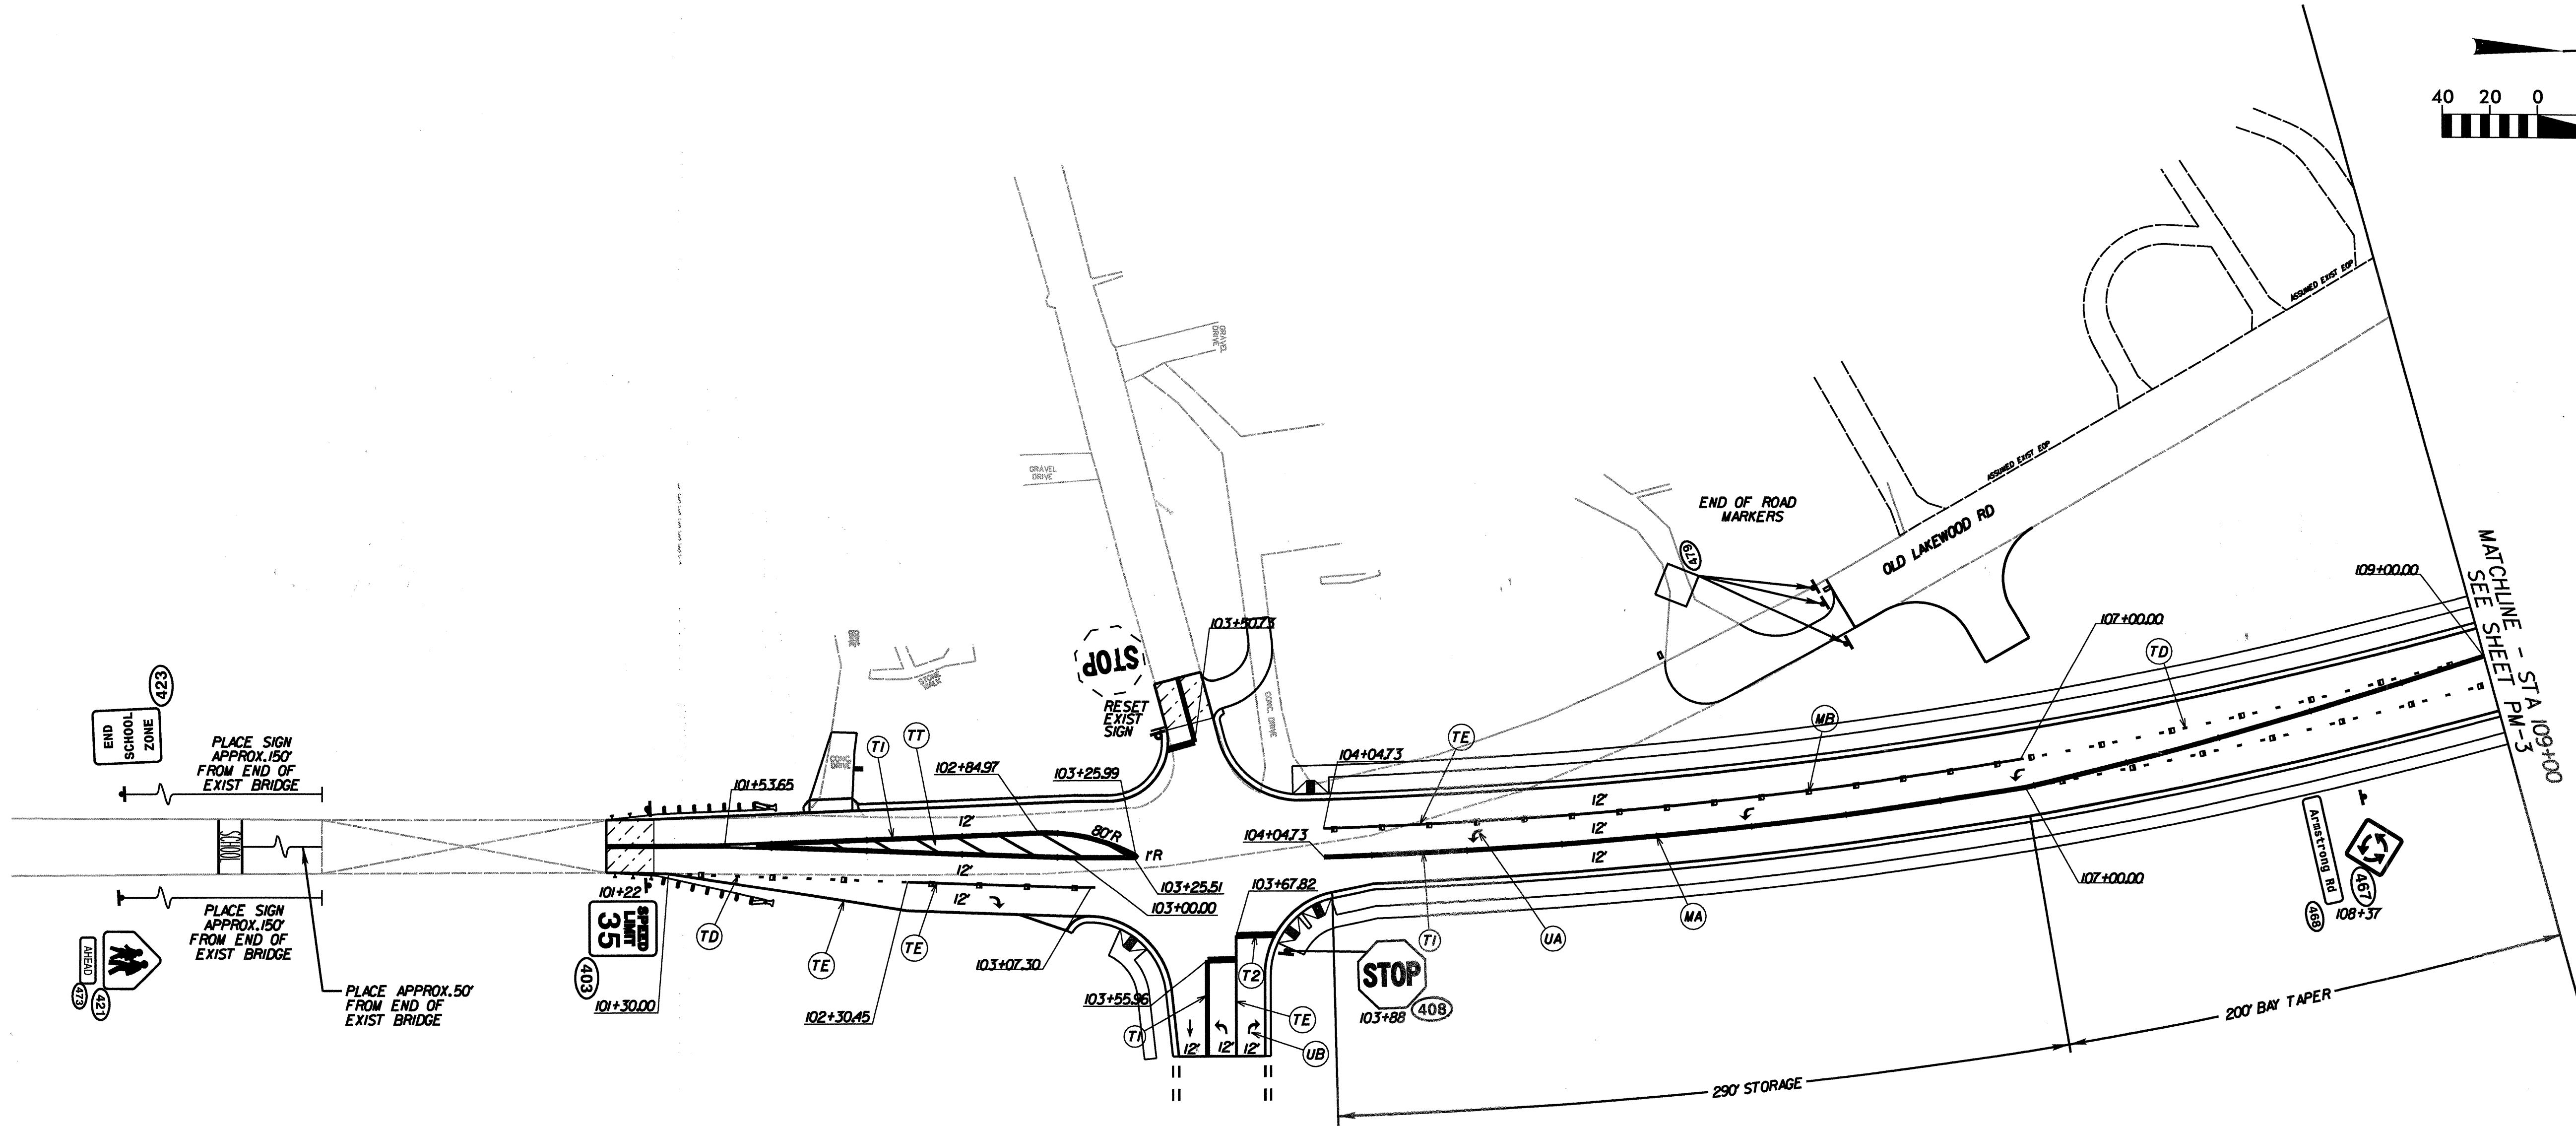 40 20 0
GRAVEL
DRIVE
GRAVEL
DRIVE
ASSUMED EXIST EOP
ASSUMED EXIST EOP
END OF ROAD
MARKERS
479
OLD LAKEWOOD RD
MATCHLINE - STA 109+00
SEE SHEET PM-3
109+00.00
107+00.00
TD
103+50.73
STOP
RESET
EXIST
SIGN
CONC. DRIVE
STONE
WALK
CONC.
DRIVE
423
END
SCHOOL
ZONE
PLACE SIGN
APPROX.150'
FROM END OF
EXIST BRIDGE
SCHOOL
PLACE SIGN
APPROX.150'
FROM END OF
EXIST BRIDGE
AHEAD
473
421
PLACE APPROX.50'
FROM END OF
EXIST BRIDGE
101+53.65
TI
TT
102+84.97
103+25.99
80'R
1'R
12'
12'
12'
101+22
SPEED
LIMIT
35
403
101+30.00
TD
TE
TE
102+30.45
103+07.30
103+25.51
103+00.00
103+67.82
103+55.96
TI
T2
TE
UB
12' 12' 12'
STOP
408
103+88
104+04.73
104+04.73
TE
MB
12'
12'
12'
TI
UA
MA
107+00.00
Armstrong Rd
467
468
108+37
290' STORAGE
200' BAY TAPER